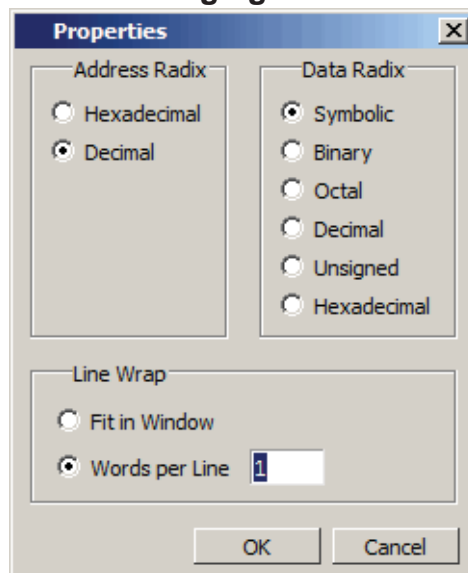 Properties
Address Radix
Hexadecimal
Decimal
Data Radix
Symbolic
Binary
Octal
Decimal
Unsigned
Hexadecimal
Line Wrap
Fit in Window
Words per Line 1
OK Cancel